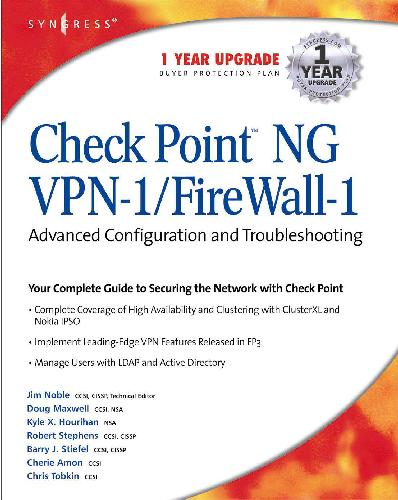 SYNGRESS
1 YEAR UPGRADE
BUYER PROTECTION PLAN
1
YEAR
UPGRADE
Check Point™ NG
VPN-1/FireWall-1
Advanced Configuration and Troubleshooting
Your Complete Guide to Securing the Network with Check Point
• Complete Coverage of High Availability and Clustering with ClusterXL and
Nokia IPSO
• Implement Leading-Edge VPN Features Released in FP3
• Manage Users with LDAP and Active Directory
Jim Noble CCSI, CISSP, Technical Editor
Doug Maxwell CCSI, NSA
Kyle X. Hourihan NSA
Robert Stephens CCSI, CISSP
Barry J. Stiefel CCSI, CISSP
Cherie Amon CCSI
Chris Tobkin CCSI